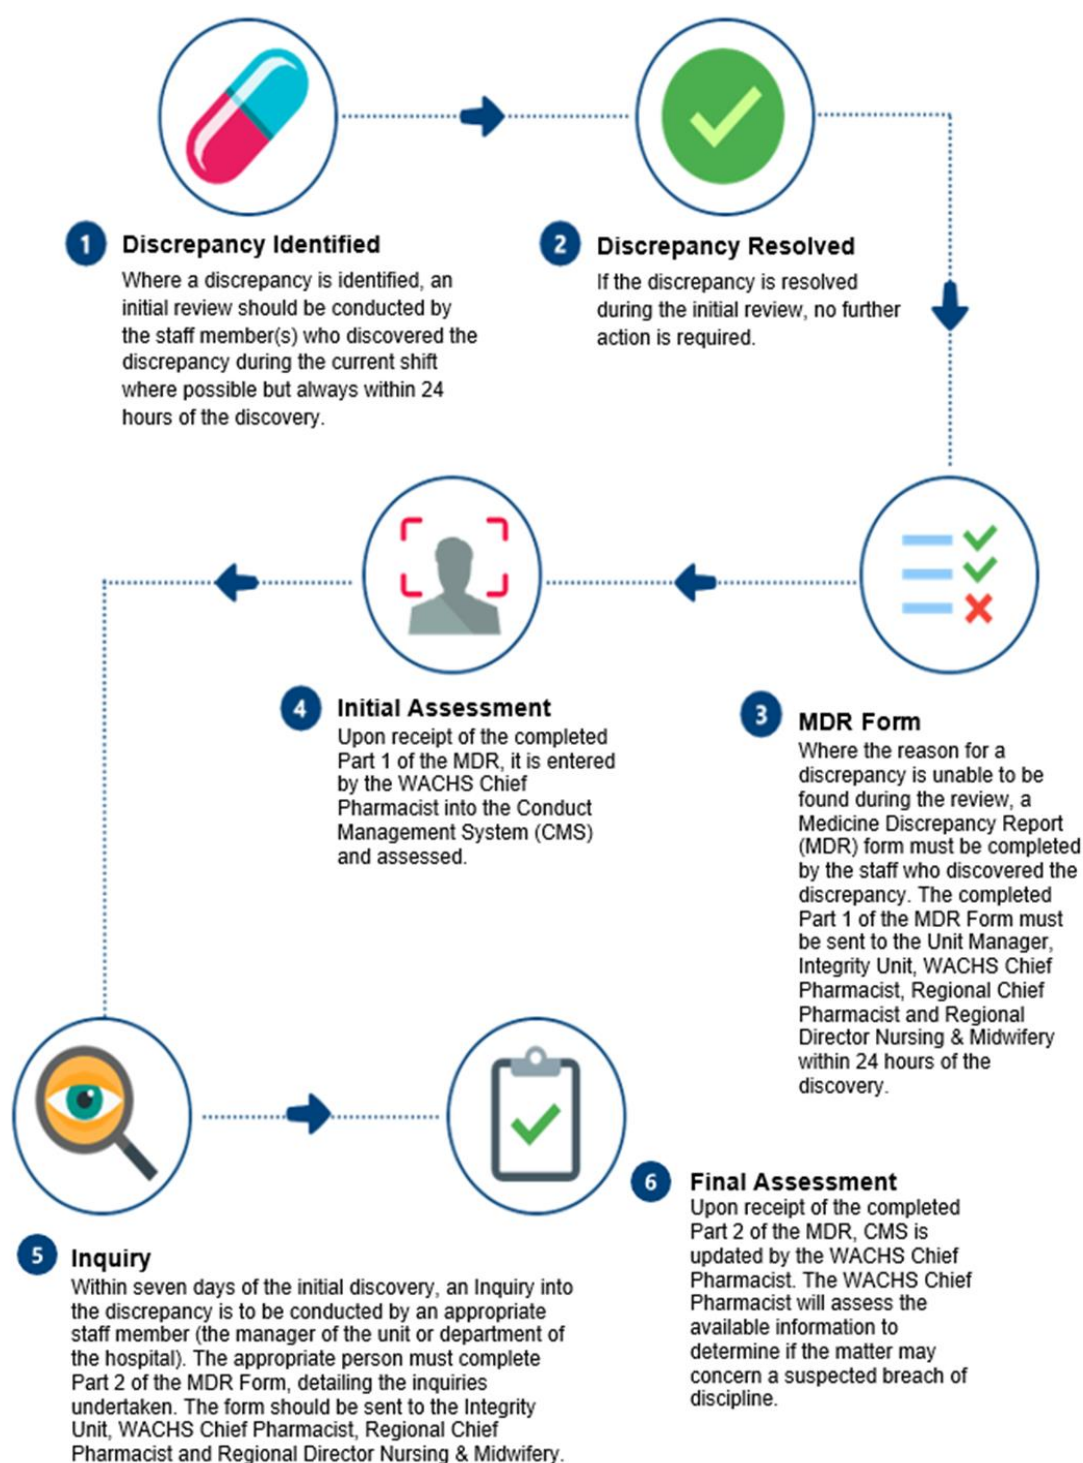 1 Discrepancy Identified
Where a discrepancy is identified, an
initial review should be conducted by
the staff member(s) who discovered the
discrepancy during the current shift
where possible but always within 24
hours of the discovery.
2 Discrepancy Resolved
If the discrepancy is resolved
during the initial review, no further
action is required.
3 MDR Form
Where the reason for a
discrepancy is unable to be
found during the review, a
Medicine Discrepancy Report
(MDR) form must be completed
by the staff who discovered the
discrepancy. The completed
Part 1 of the MDR Form must
be sent to the Unit Manager,
Integrity Unit, WACHS Chief
Pharmacist, Regional Chief
Pharmacist and Regional
Director Nursing & Midwifery
within 24 hours of the
discovery.
4 Initial Assessment
Upon receipt of the completed
Part 1 of the MDR, it is entered
by the WACHS Chief
Pharmacist into the Conduct
Management System (CMS)
and assessed.
5 Inquiry
Within seven days of the initial discovery, an Inquiry into
the discrepancy is to be conducted by an appropriate
staff member (the manager of the unit or department of
the hospital). The appropriate person must complete
Part 2 of the MDR Form, detailing the inquiries
undertaken. The form should be sent to the Integrity
Unit, WACHS Chief Pharmacist, Regional Chief
Pharmacist and Regional Director Nursing & Midwifery.
6 Final Assessment
Upon receipt of the completed
Part 2 of the MDR, CMS is
updated by the WACHS Chief
Pharmacist. The WACHS Chief
Pharmacist will assess the
available information to
determine if the matter may
concern a suspected breach of
discipline.